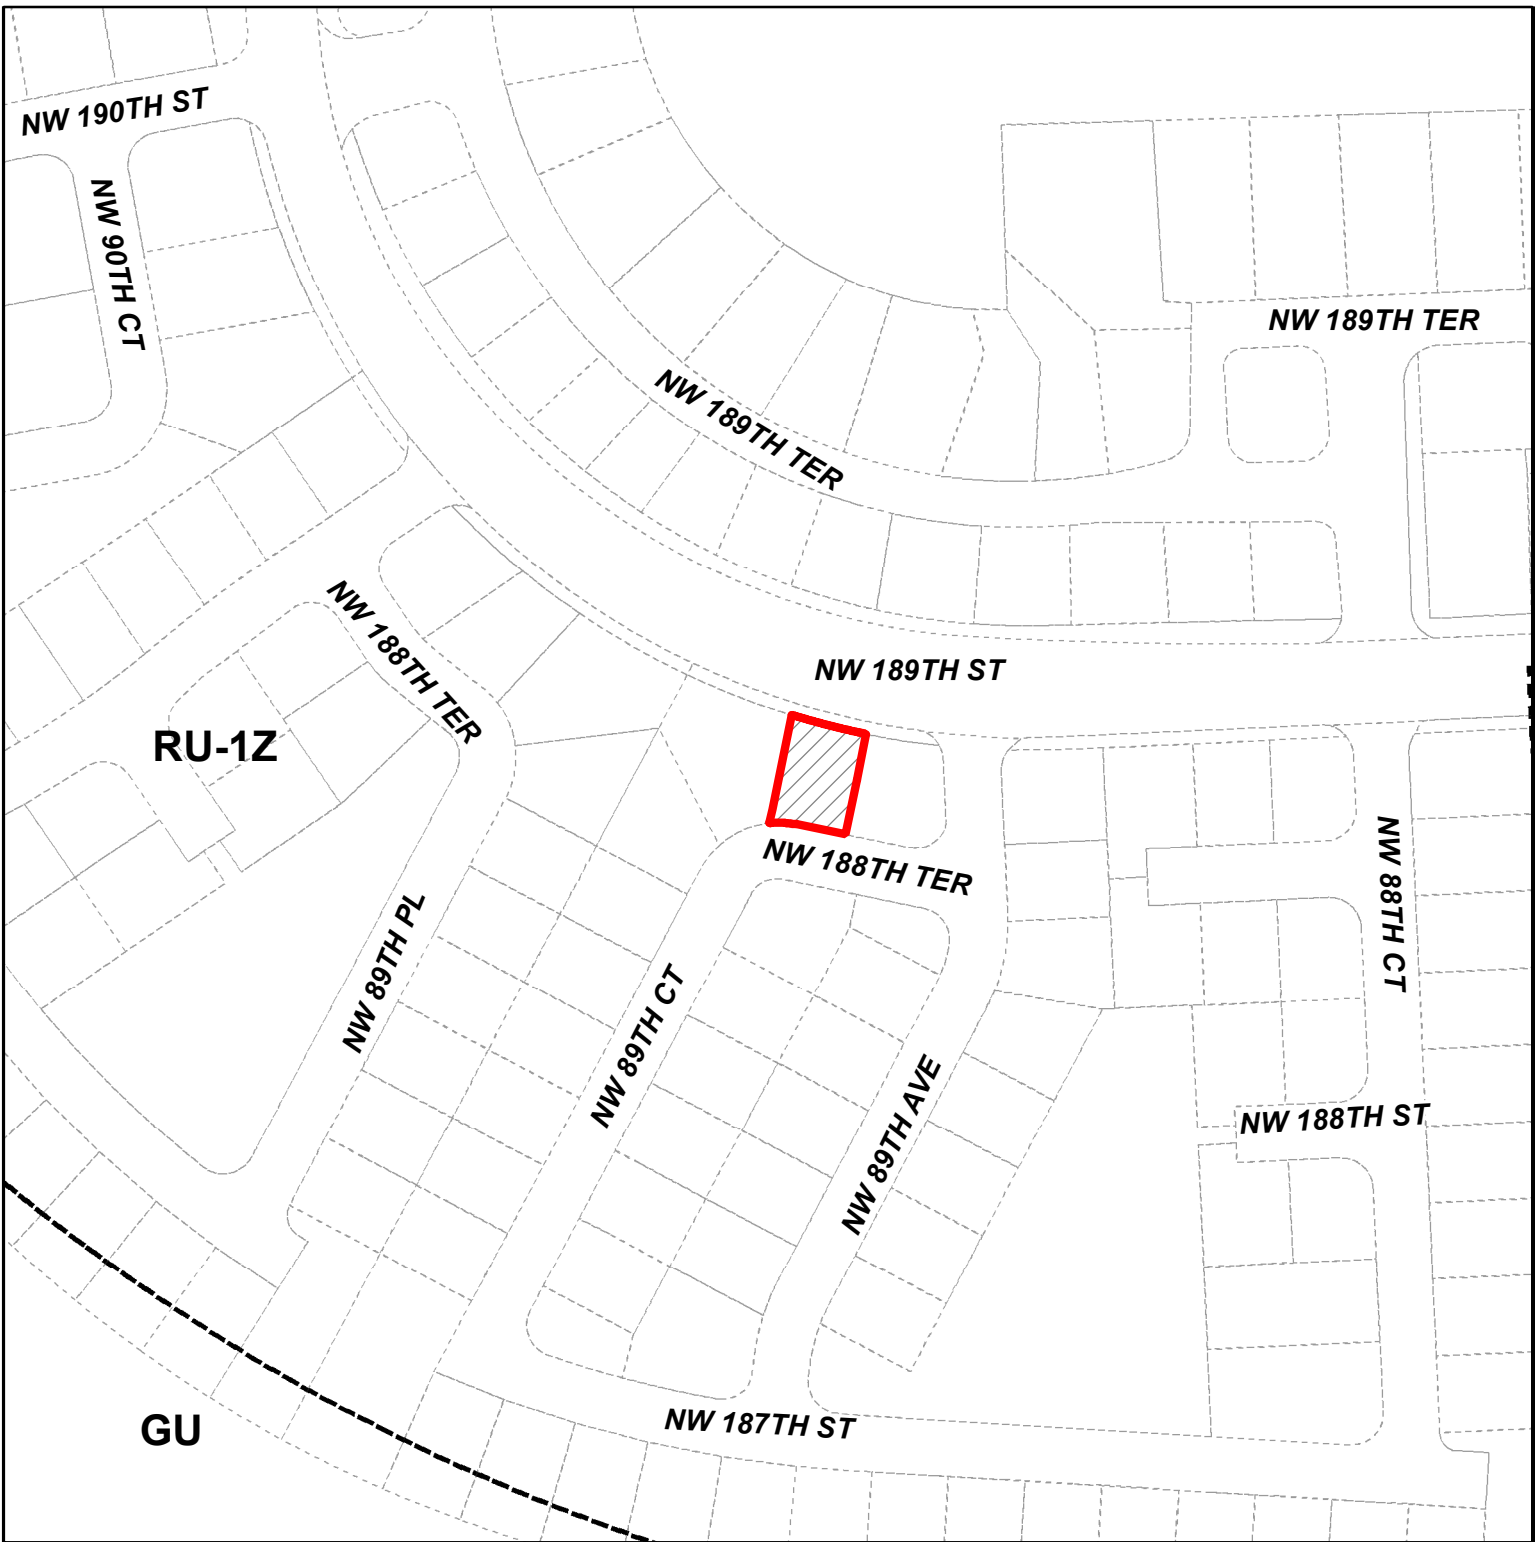 NW 190TH ST
NW 90TH CT
NW 189TH TER
NW 189TH TER
NW 188TH TER
NW 189TH ST
RU-1Z
NW 188TH TER
NW 88TH CT
NW 89TH PL
NW 89TH CT
NW 89TH AVE
NW 188TH ST
GU
NW 187TH ST